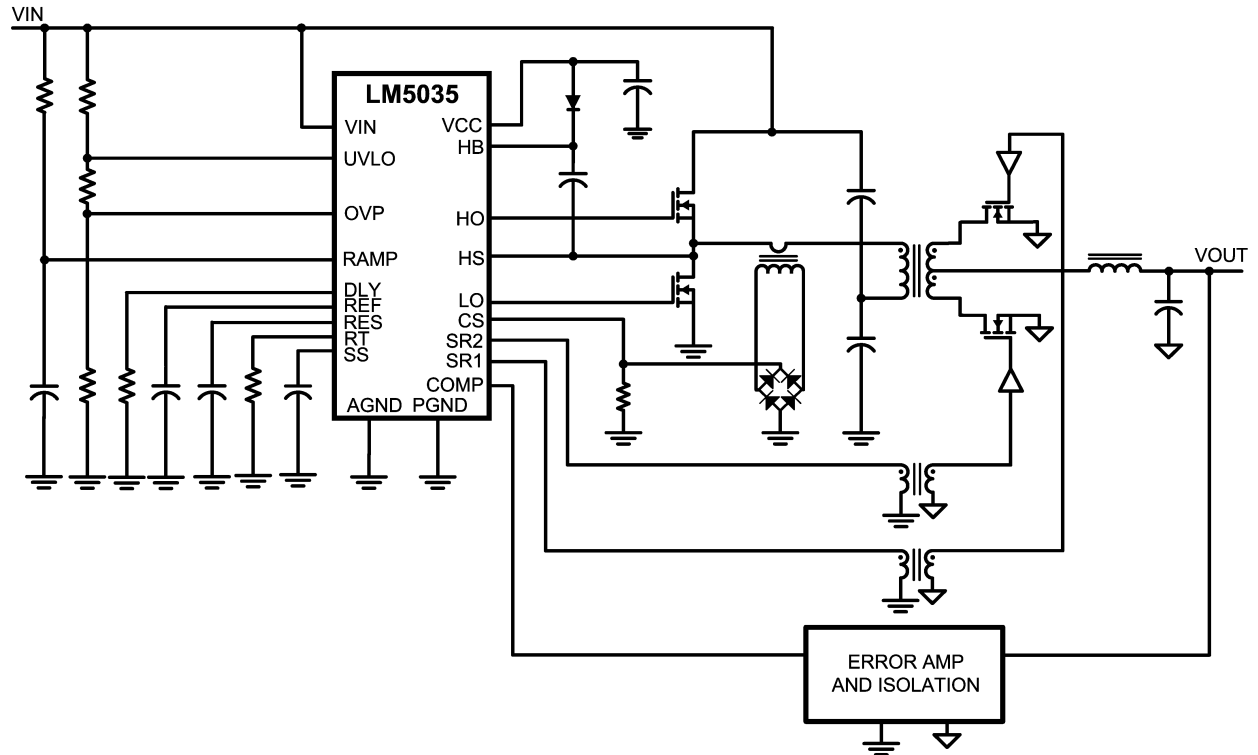 VIN
LM5035
VIN
UVLO
OVP
RAMP
DLY
REF
RES
RT
SS
AGND PGND
VCC
HB
HO
HS
LO
CS
SR2
SR1
COMP
VOUT
ERROR AMP
AND ISOLATION